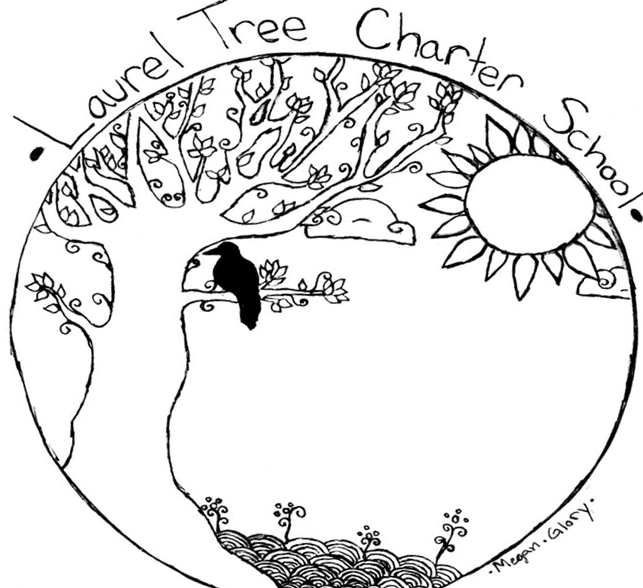 • Laurel Tree Charter School •
• Megan • Glory •